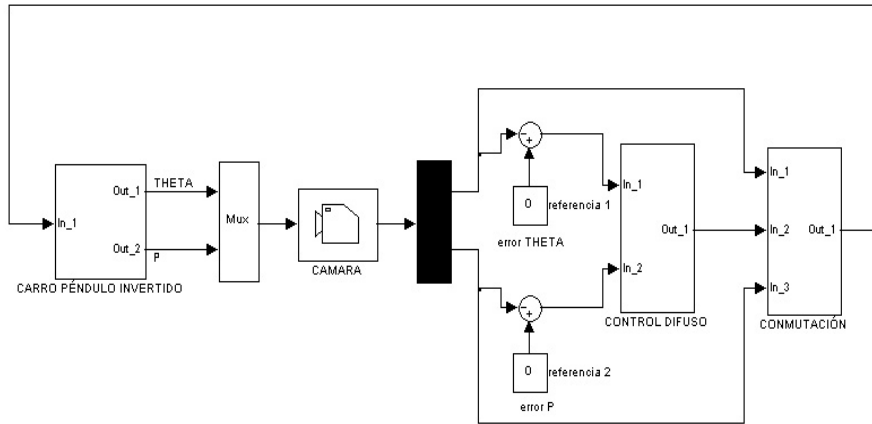 THETA
Out_1
In_1
Out_2
P
CARRO PÉNDULO INVERTIDO
Mux
CAMARA
-
+
0
referencia 1
error THETA
-
+
0
referencia 2
error P
In_1
Out_1
In_2
CONTROL DIFUSO
In_1
In_2
Out_1
In_3
CONMUTACIÓN